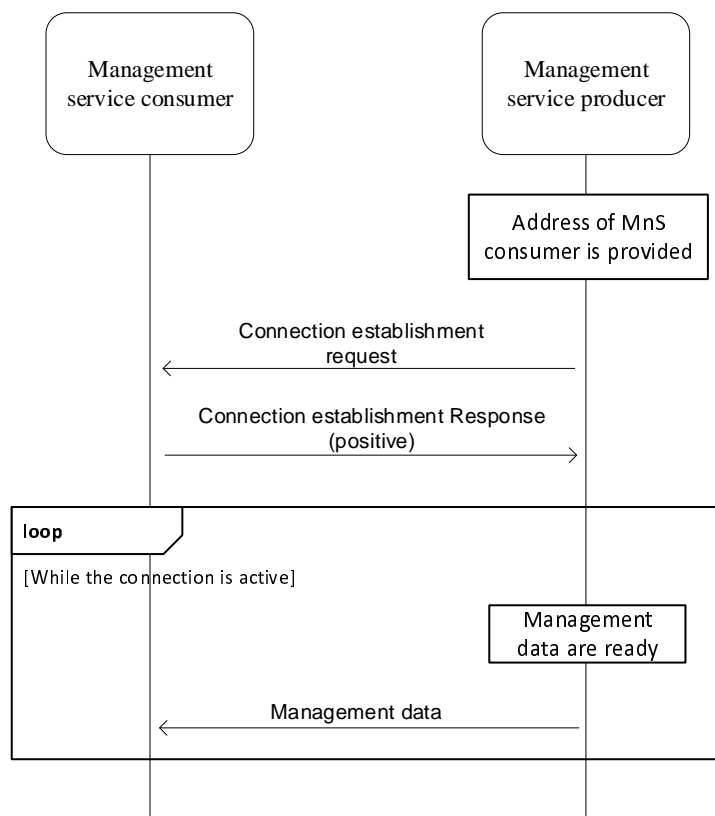 Management
service consumer
Management
service producer
Address of MnS
consumer is provided
Connection establishment
request
Connection establishment Response
(positive)
loop
[While the connection is active]
Management
data are ready
Management data